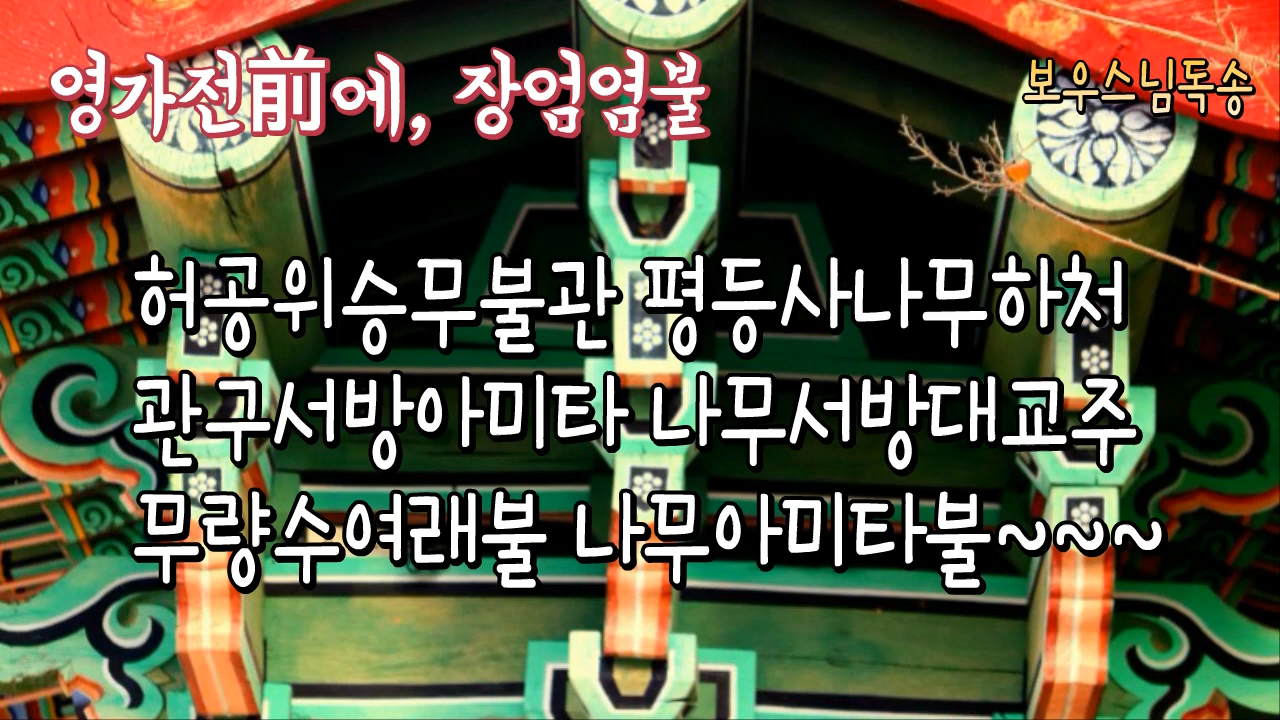 영가전前에, 장엄염불
보우스님독송
허공위승무불관 평등사나무하처
관구서방아미타 나무서방대교주
무량수여래불 나무아미타불~~~